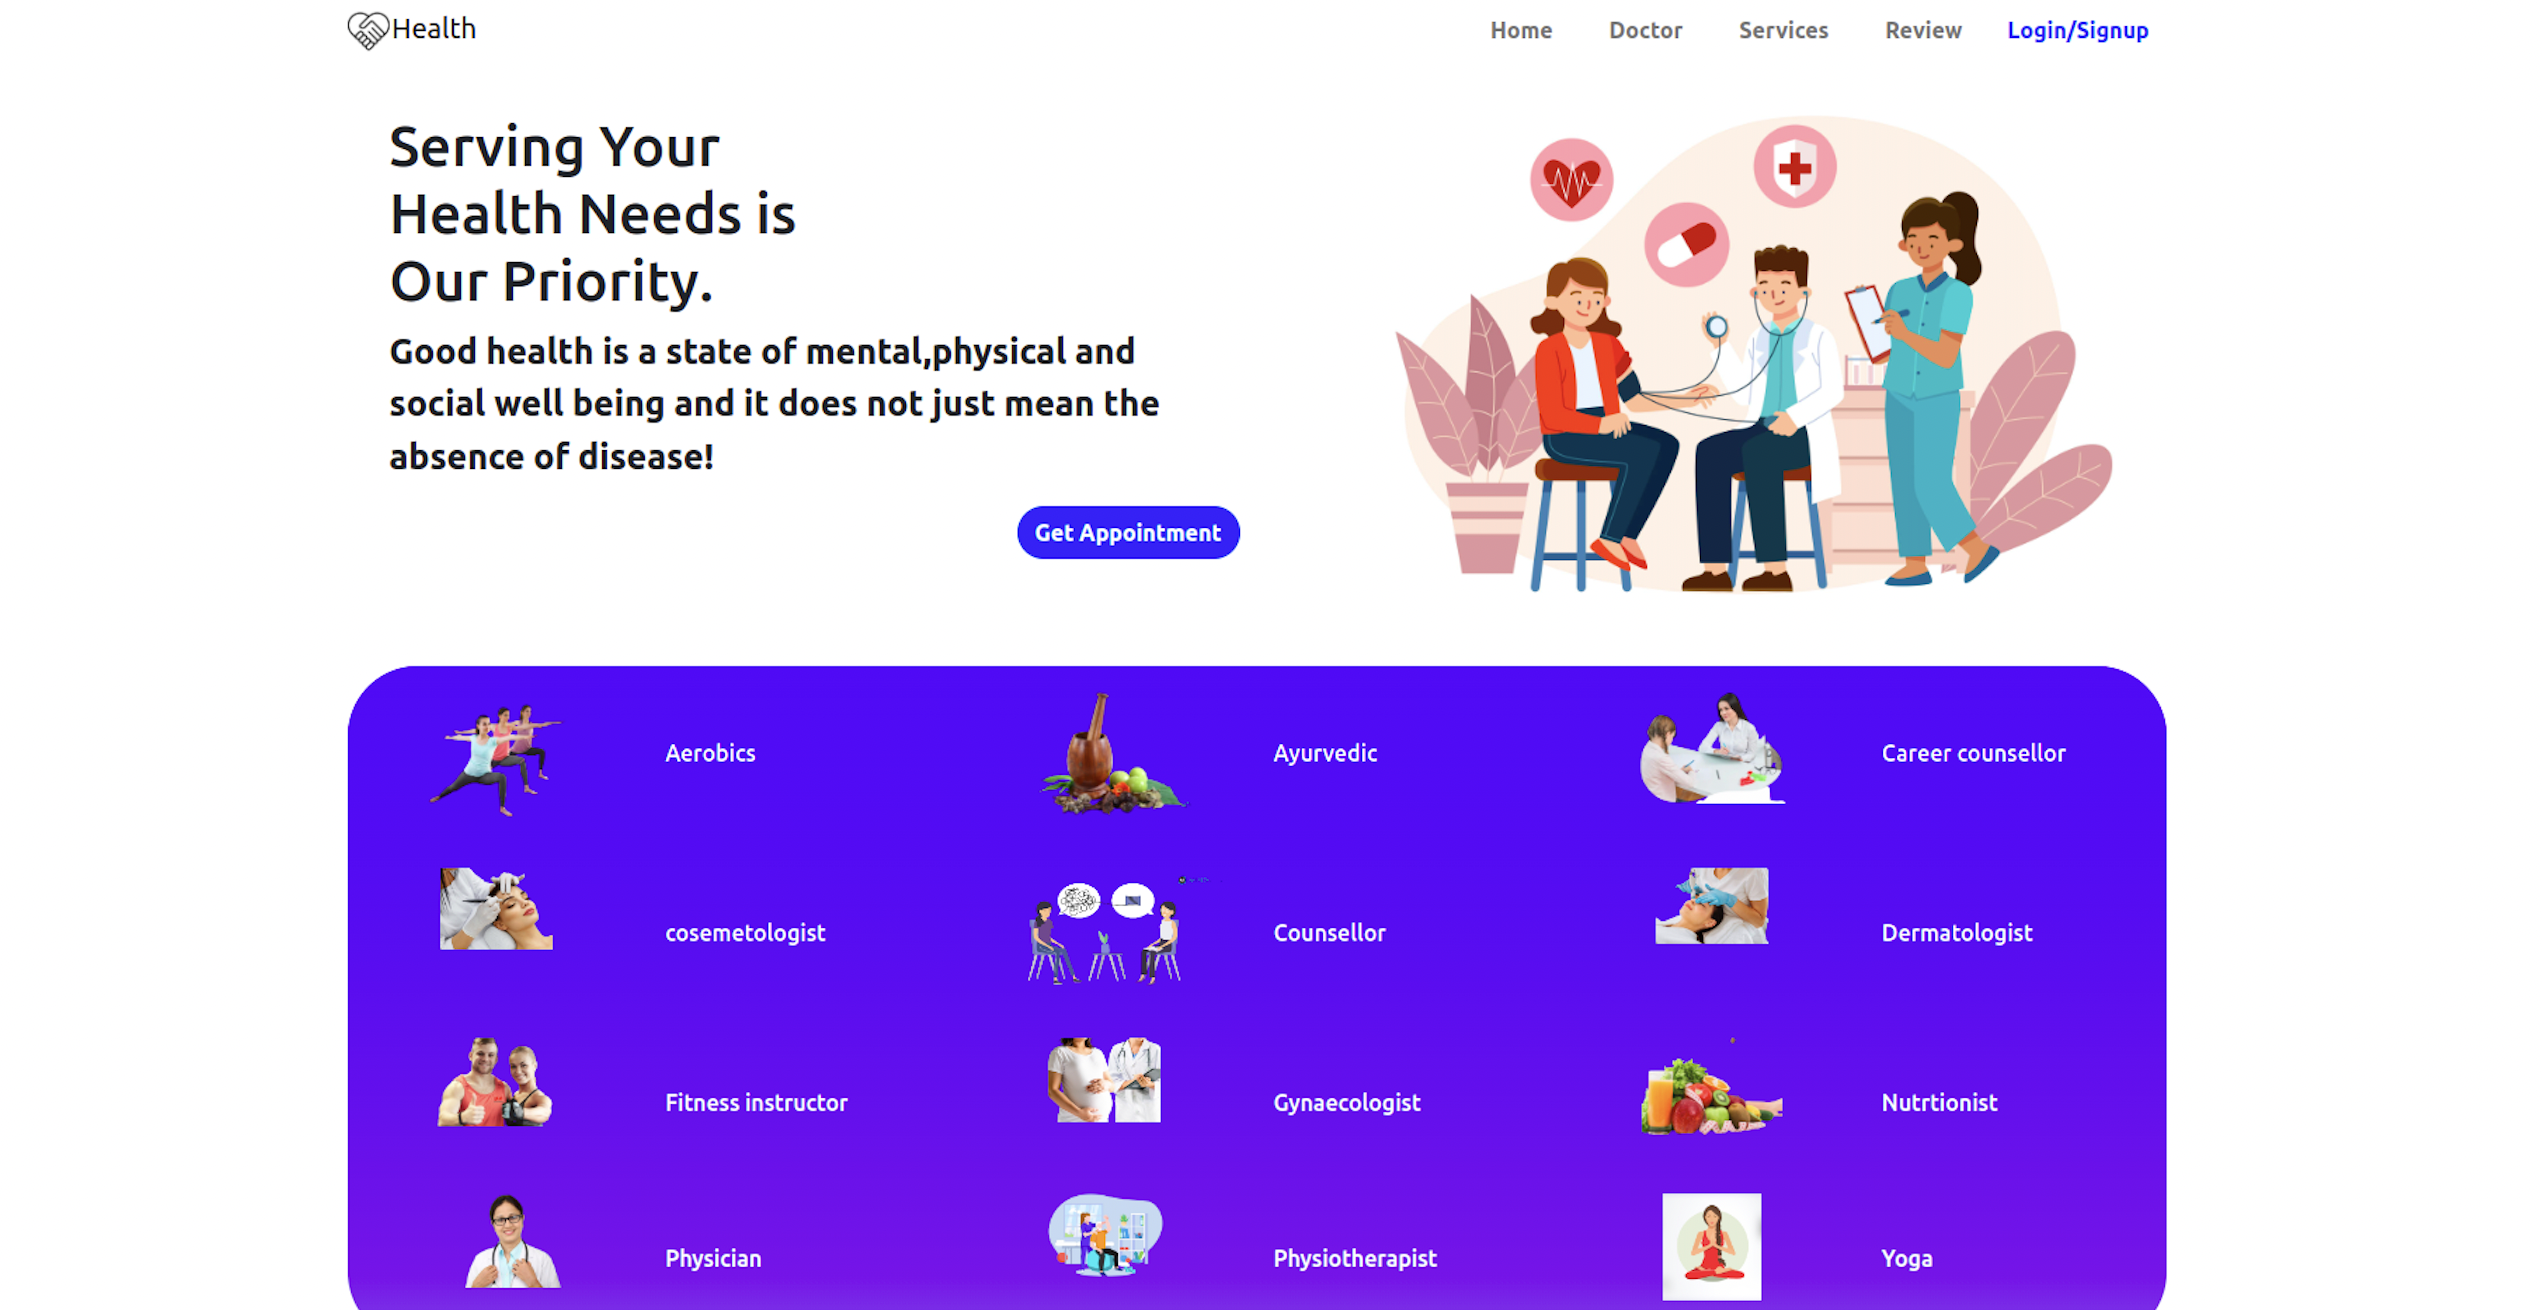 Health
Home Doctor Services Review Login/Signup
Serving Your
Health Needs is
Our Priority.
Good health is a state of mental,physical and
social well being and it does not just mean the
absence of disease!
Get Appointment
Aerobics
Ayurvedic
Career counsellor
cosemetologist
Counsellor
Dermatologist
Fitness instructor
Gynaecologist
Nutrtionist
Physician
Physiotherapist
Yoga